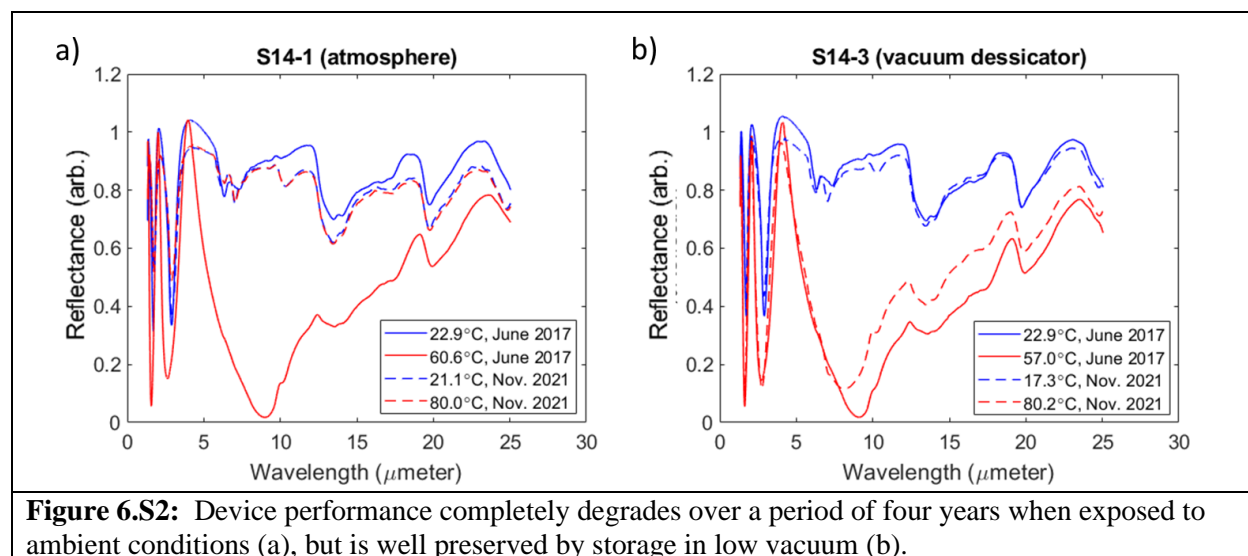 a)
S14-1 (atmosphere)
1.2
1
0.8
0.6
0.4
0.2
0
Reflectance (arb.)
0 5 10 15 20 25 30
Wavelength (μmeter)
22.9°C, June 2017
60.6°C, June 2017
21.1°C, Nov. 2021
80.0°C, Nov. 2021
b)
S14-3 (vacuum dessicator)
1.2
1
0.8
0.6
0.4
0.2
0
Reflectance (arb.)
0 5 10 15 20 25 30
Wavelength (μmeter)
22.9°C, June 2017
57.0°C, June 2017
17.3°C, Nov. 2021
80.2°C, Nov. 2021
Figure 6.S2: Device performance completely degrades over a period of four years when exposed to
ambient conditions (a), but is well preserved by storage in low vacuum (b).